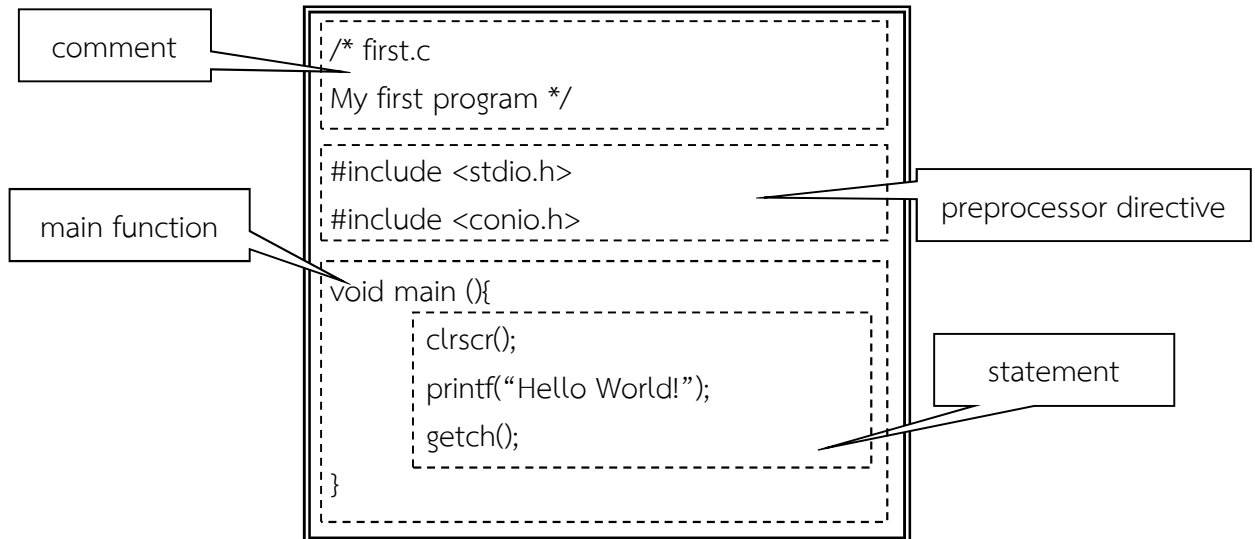 comment
/* first.c
My first program */
#include <stdio.h>
#include <conio.h>
preprocessor directive
main function
void main (){
clrscr();
printf(“Hello World!”);
getch();
}
statement